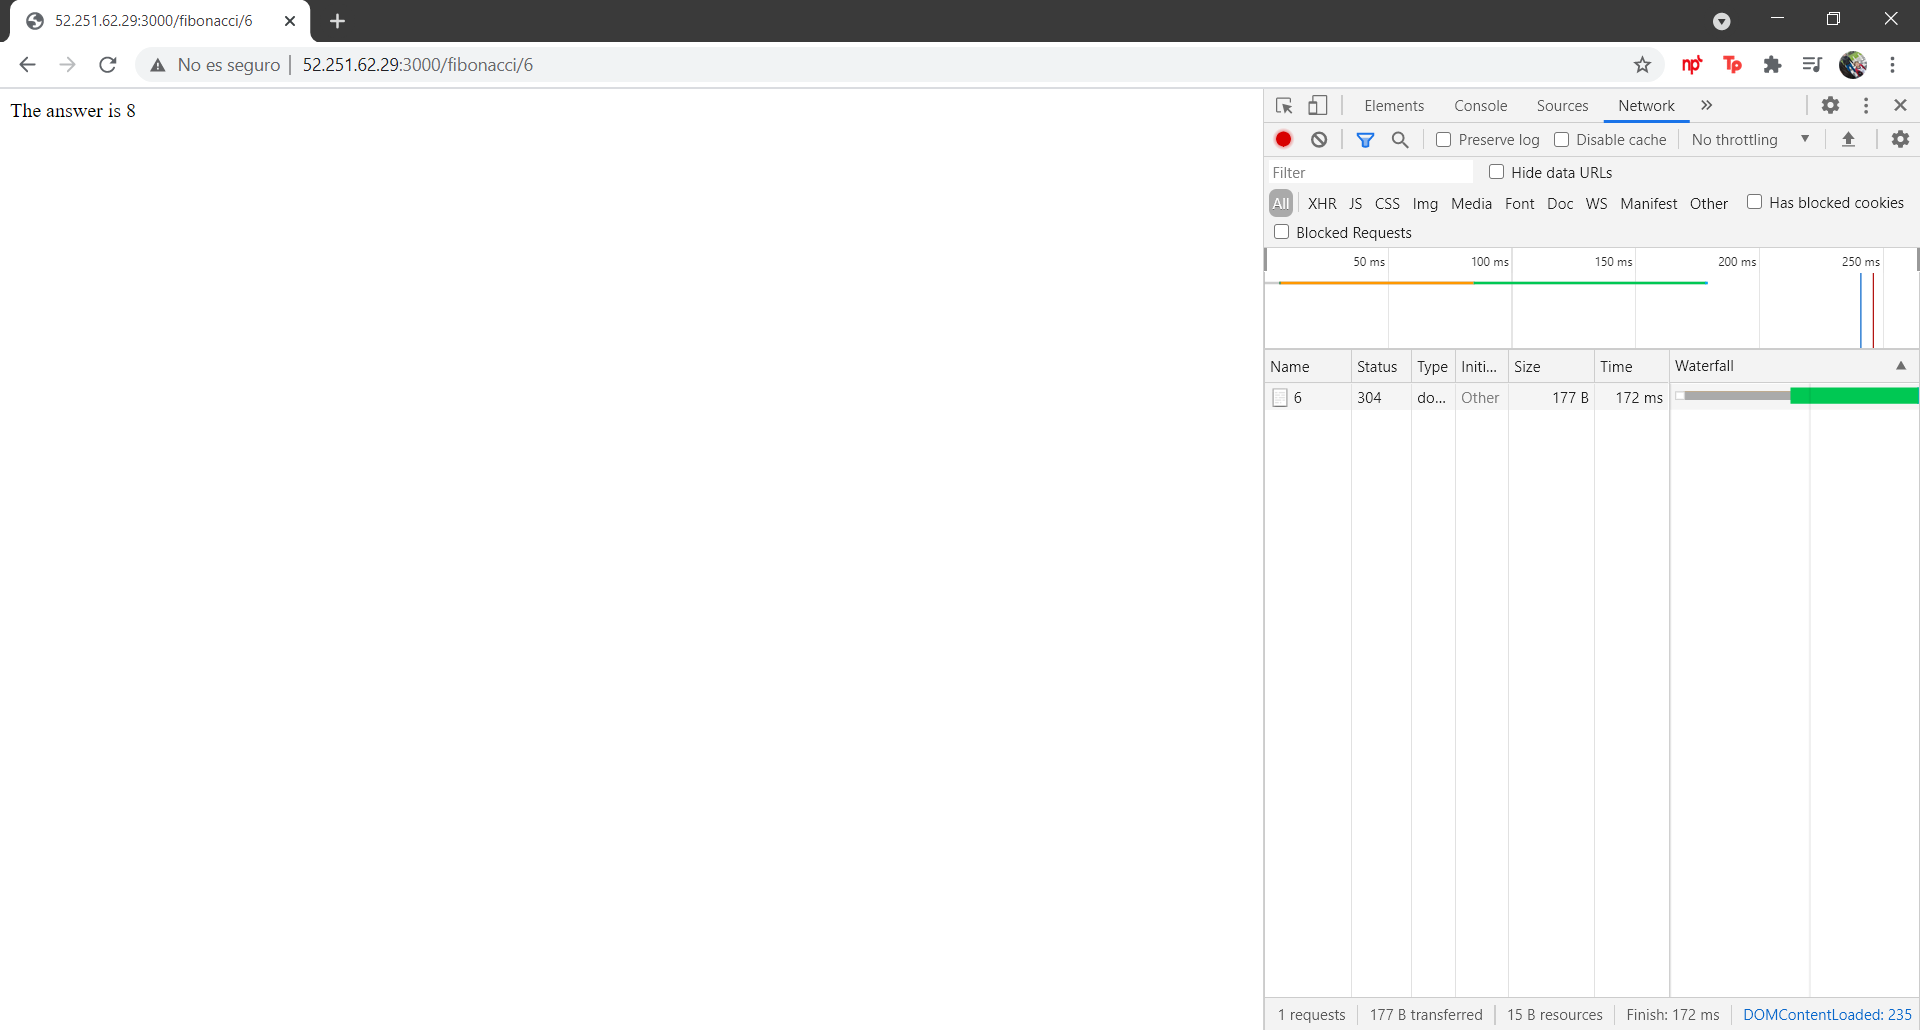 52.251.62.29:3000/fibonacci/6
No es seguro 52.251.62.29:3000/fibonacci/6
np Tp
The answer is 8
Elements Console Sources Network
Preserve log Disable cache No throttling
Filter Hide data URLs
All XHR JS CSS Img Media Font Doc WS Manifest Other Has blocked cookies
Blocked Requests
50 ms 100 ms 150 ms 200 ms 250 ms
Name Status Type Initi... Size Time Waterfall
6 304 do... Other 177 B 172 ms
1 requests 177 B transferred 15 B resources Finish: 172 ms DOMContentLoaded: 235